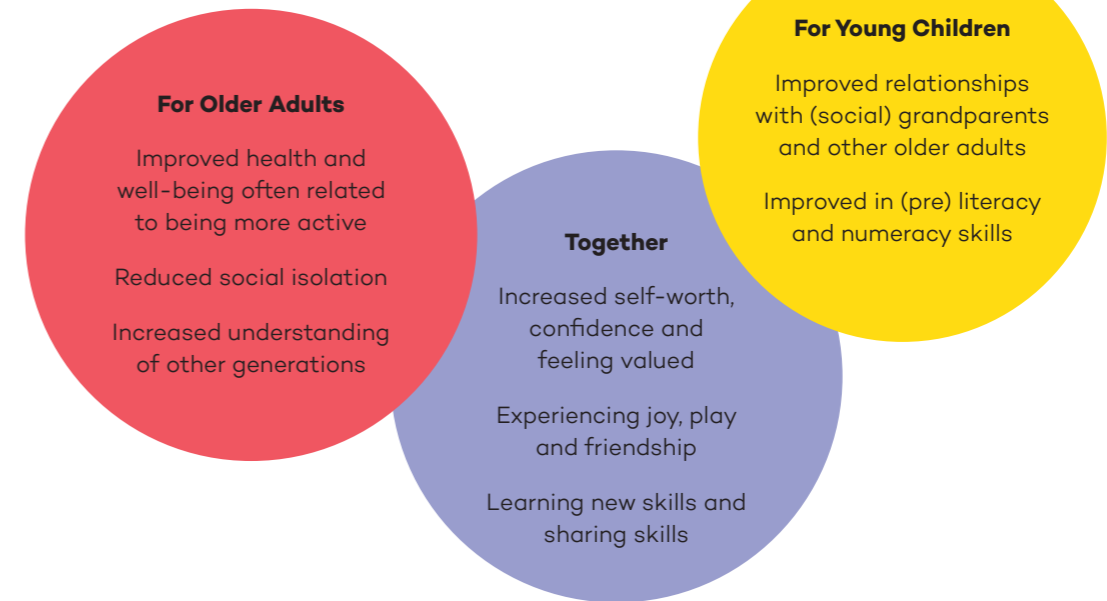 For Older Adults
Improved health and
well-being often related
to being more active
Reduced social isolation
Increased understanding
of other generations
Together
Increased self-worth,
confidence and
feeling valued
Experiencing joy, play
and friendship
Learning new skills and
sharing skills
For Young Children
Improved relationships
with (social) grandparents
and other older adults
Improved in (pre) literacy
and numeracy skills